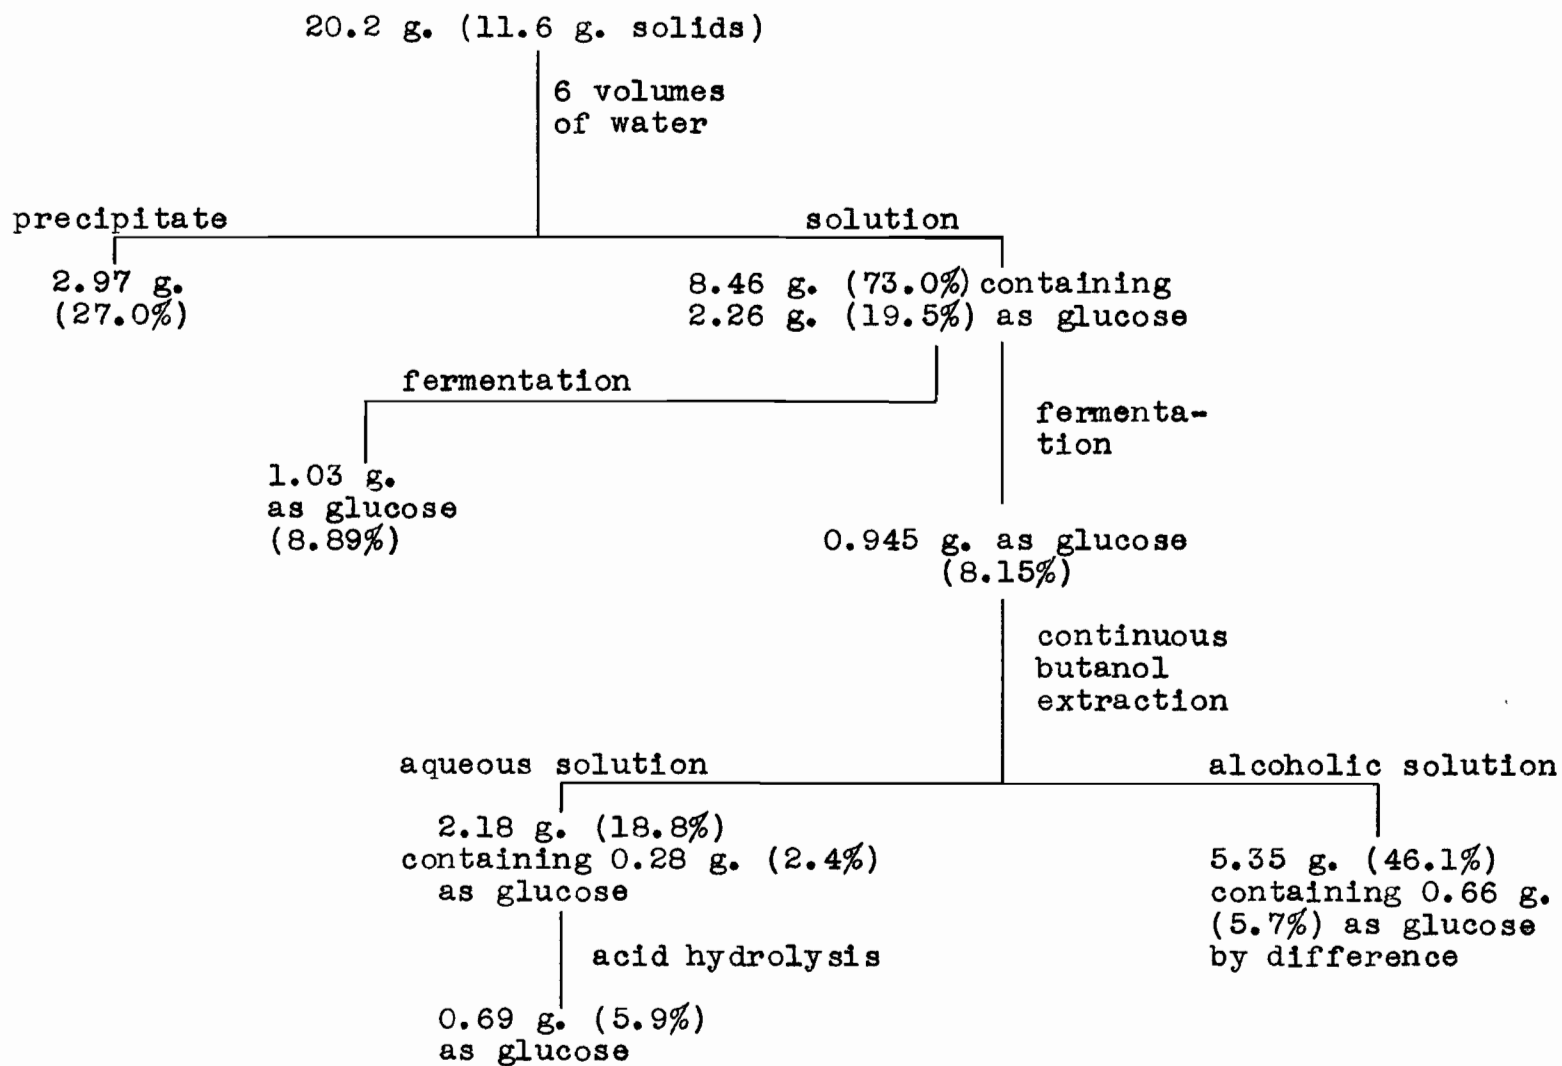 20.2 g. (11.6 g. solids)
6 volumes
of water
precipitate
solution
2.97 g.
(27.0%)
8.46 g. (73.0%) containing
2.26 g. (19.5%) as glucose
fermentation
fermenta-
tion
1.03 g.
as glucose
(8.89%)
0.945 g. as glucose
(8.15%)
continuous
butanol
extraction
aqueous solution
alcoholic solution
2.18 g. (18.8%)
containing 0.28 g. (2.4%)
as glucose
5.35 g. (46.1%)
containing 0.66 g.
(5.7%) as glucose
by difference
acid hydrolysis
0.69 g. (5.9%)
as glucose